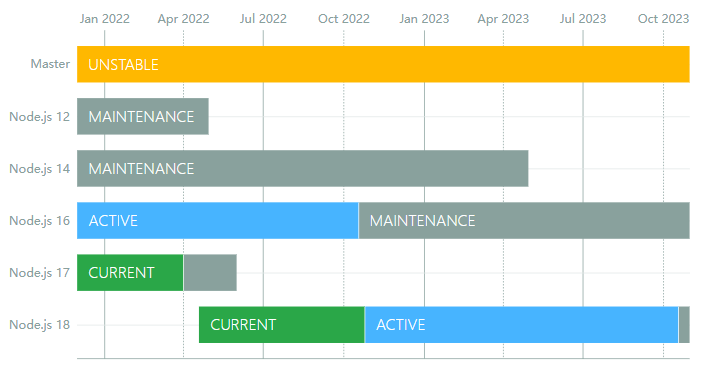 Jan 2022 Apr 2022 Jul 2022 Oct 2022 Jan 2023 Apr 2023 Jul 2023 Oct 2023
Master UNSTABLE
Node.js 12 MAINTENANCE
Node.js 14 MAINTENANCE
Node.js 16 ACTIVE MAINTENANCE
Node.js 17 CURRENT
Node.js 18 CURRENT ACTIVE